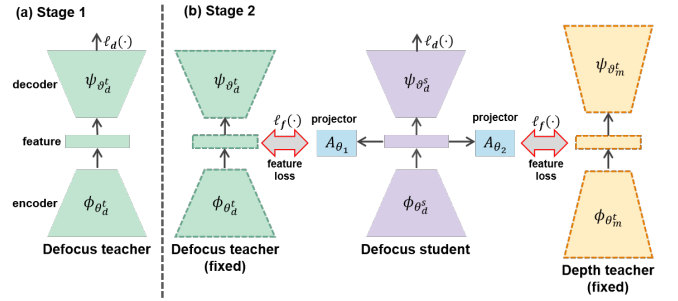 (a) Stage 1
(b) Stage 2
ℓ_d(·)
ℓ_d(·)
decoder
ψ_{ϑ_d^t}
ψ_{ϑ_d^t}
ψ_{ϑ_d^s}
ψ_{ϑ_m^t}
feature
ℓ_f(·)
feature
loss
projector
A_{θ_1}
projector
A_{θ_2}
ℓ_f(·)
feature
loss
encoder
ϕ_{θ_d^t}
ϕ_{θ_d^t}
ϕ_{θ_d^s}
ϕ_{θ_m^t}
Defocus teacher
Defocus teacher
(fixed)
Defocus student
Depth teacher
(fixed)